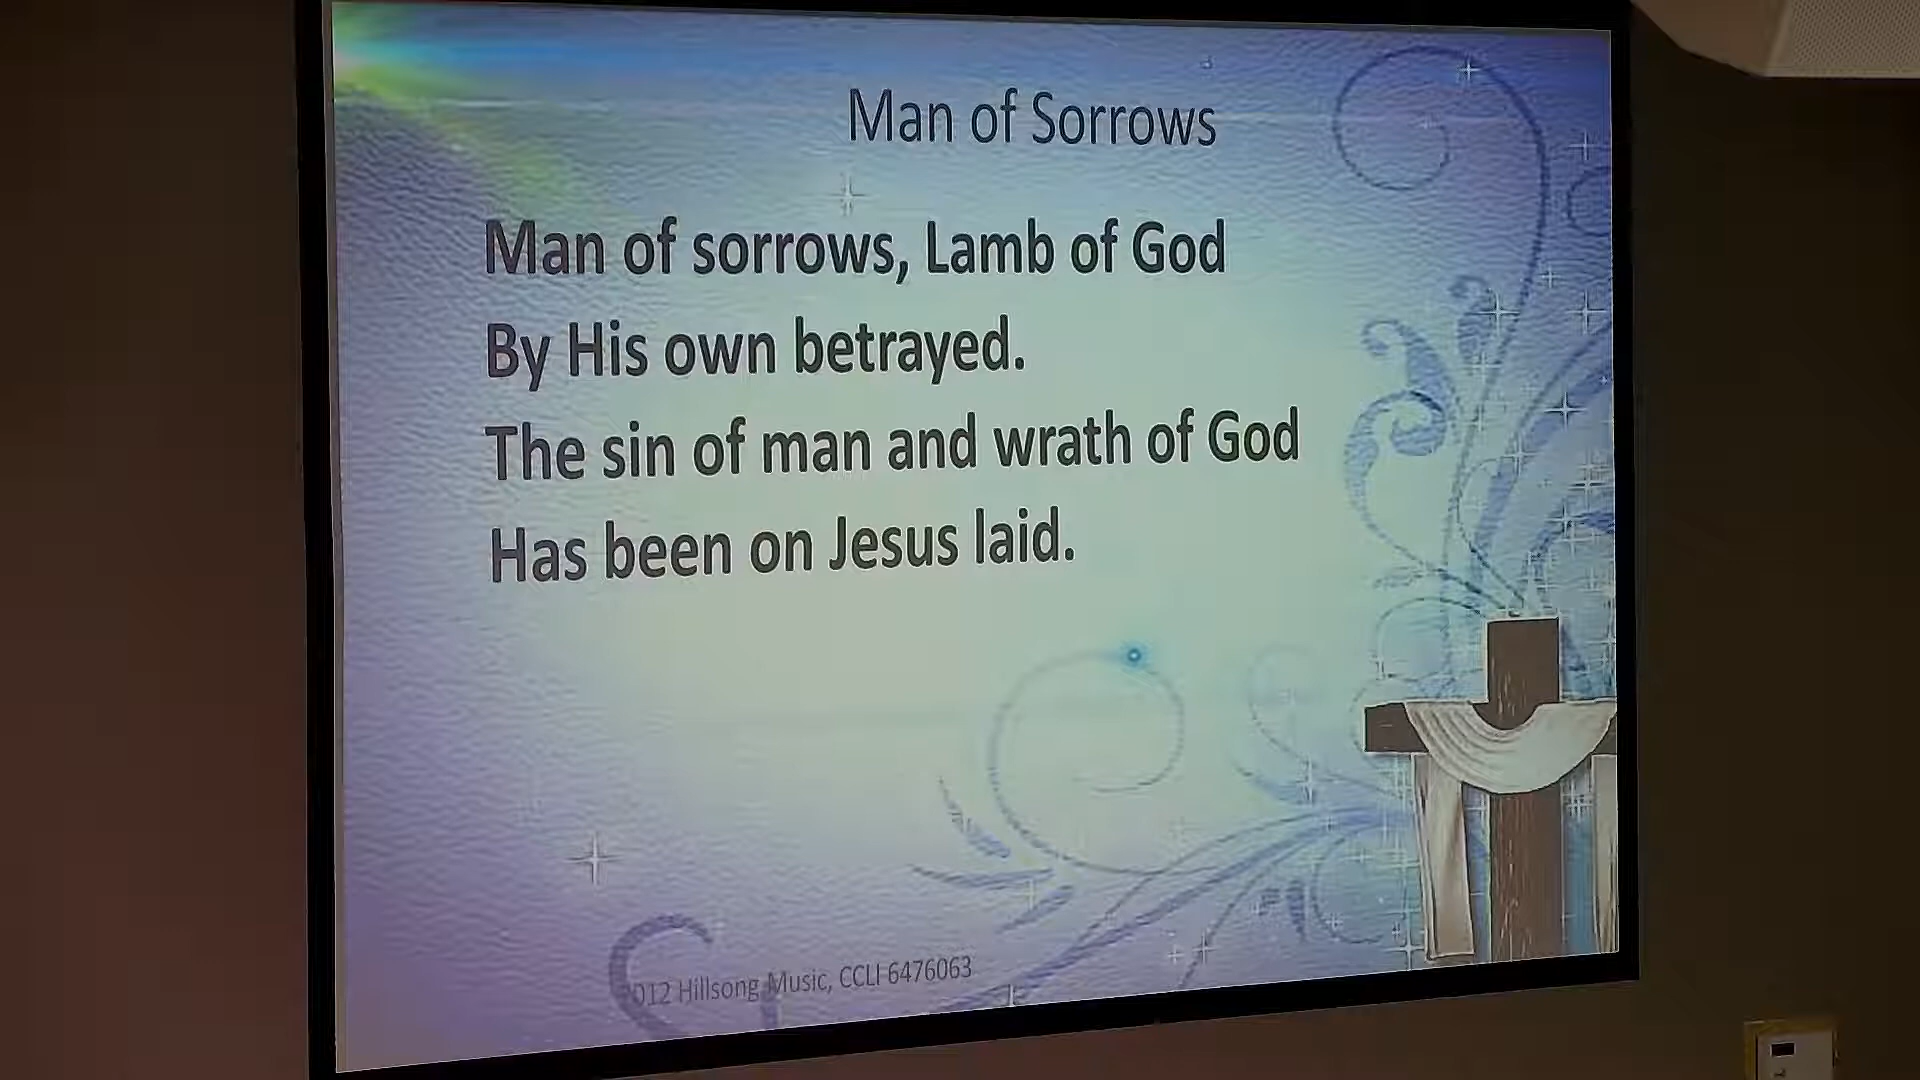 Man of Sorrows
Man of sorrows, Lamb of God
By His own betrayed.
The sin of man and wrath of God
Has been on Jesus laid.
2012 Hillsong Music, CCLI 6476063